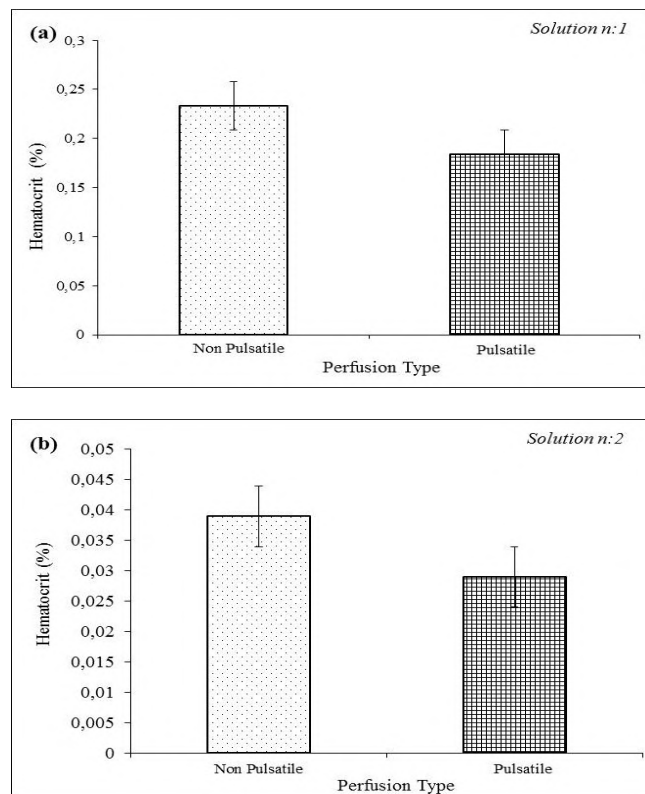 (a)
Solution n:1
0,3
0,25
0,2
0,15
0,1
0,05
0
Hematocrit (%)
Non Pulsatile
Pulsatile
Perfusion Type
(b)
Solution n:2
0,05
0,045
0,04
0,035
0,03
0,025
0,02
0,015
0,01
0,005
0
Hematocrit (%)
Non Pulsatile
Pulsatile
Perfusion Type